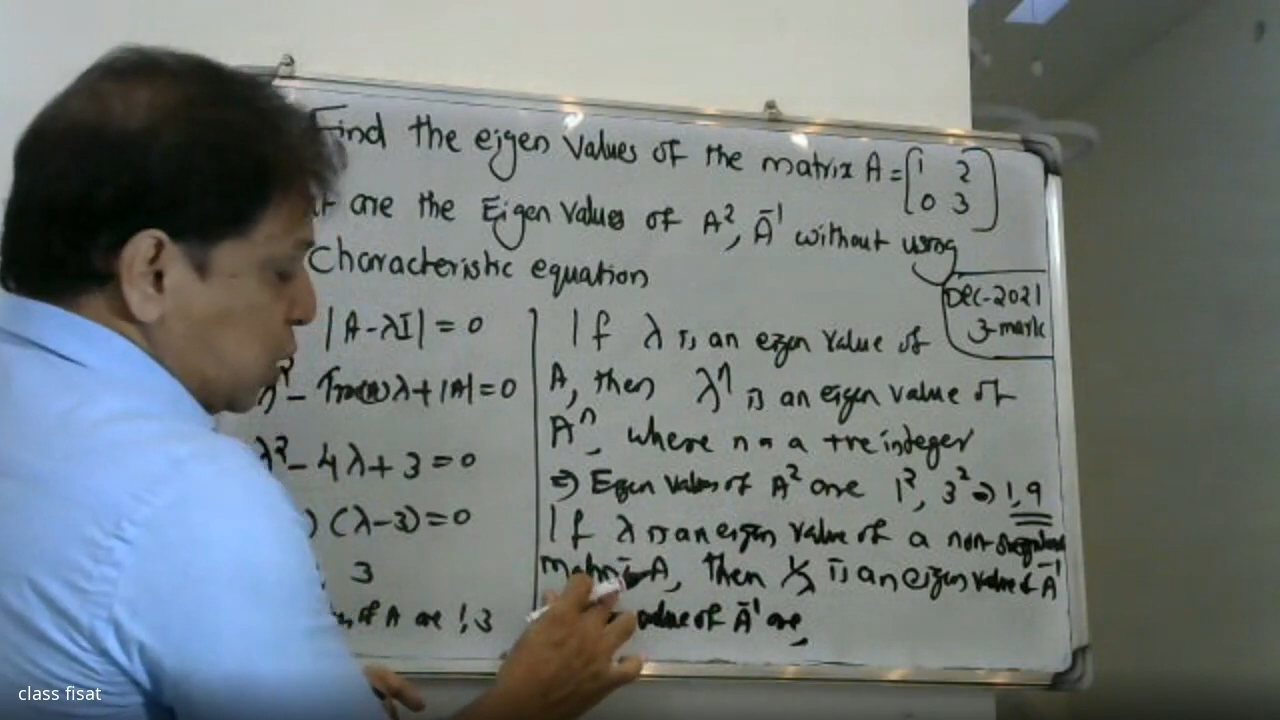 Find the eigen values of the matrix A = [1 2
0 3]
are the Eigen values of A², A⁻¹ without using
Characteristic equation
Dec-2021
3-mark
|A-λI| = 0
λ + |A| = 0
λ² - 4λ + 3 = 0
) (λ-3) = 0
3
of A are 1, 3
If λ is an eigen value of
A, then λⁿ is an eigen value of
Aⁿ, where n is a +ve integer
⇒ Eigen values of A² are 1², 3² ⇒ 1, 9
If λ is an eigen value of a non-singular
matrix A, then 1/λ is an eigen value of A⁻¹
value of A⁻¹ are,
class fisat